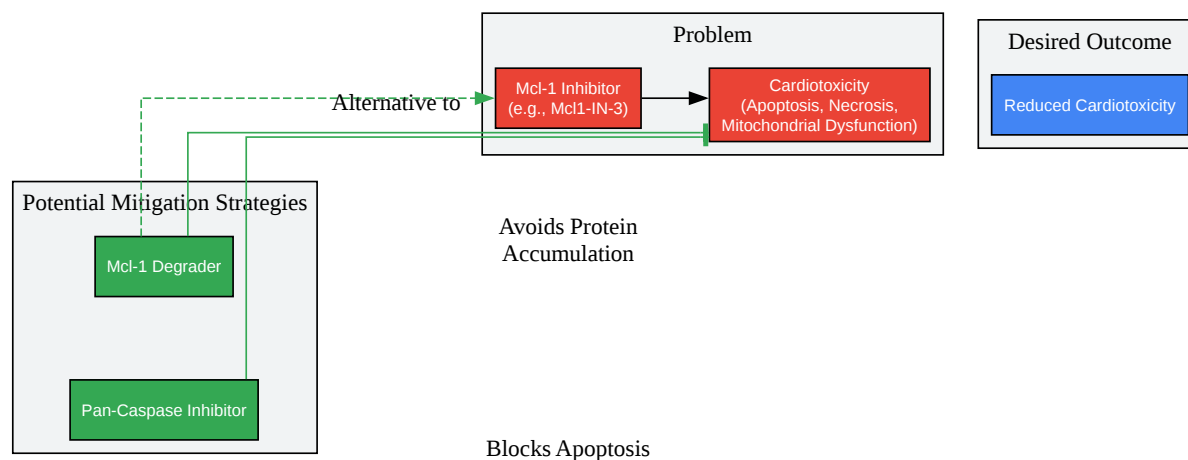 Problem
Desired Outcome
Mcl-1 Inhibitor
(e.g., Mcl1-IN-3)
Cardiotoxicity
(Apoptosis, Necrosis,
Mitochondrial Dysfunction)
Reduced Cardiotoxicity
Alternative to
Potential Mitigation Strategies
Mcl-1 Degrader
Avoids Protein
Accumulation
Pan-Caspase Inhibitor
Blocks Apoptosis